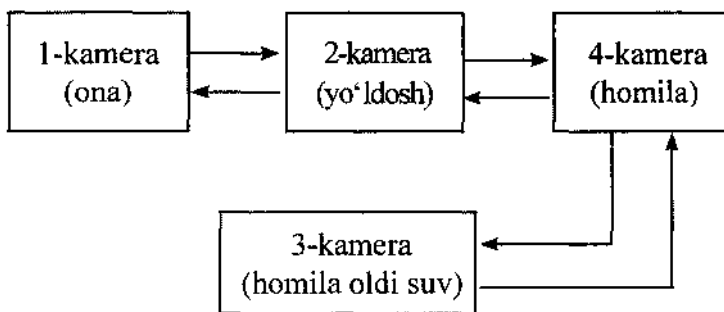 1-kamera
(ona)
2-kamera
(yo‘ldosh)
4-kamera
(homila)
3-kamera
(homila oldi suv)